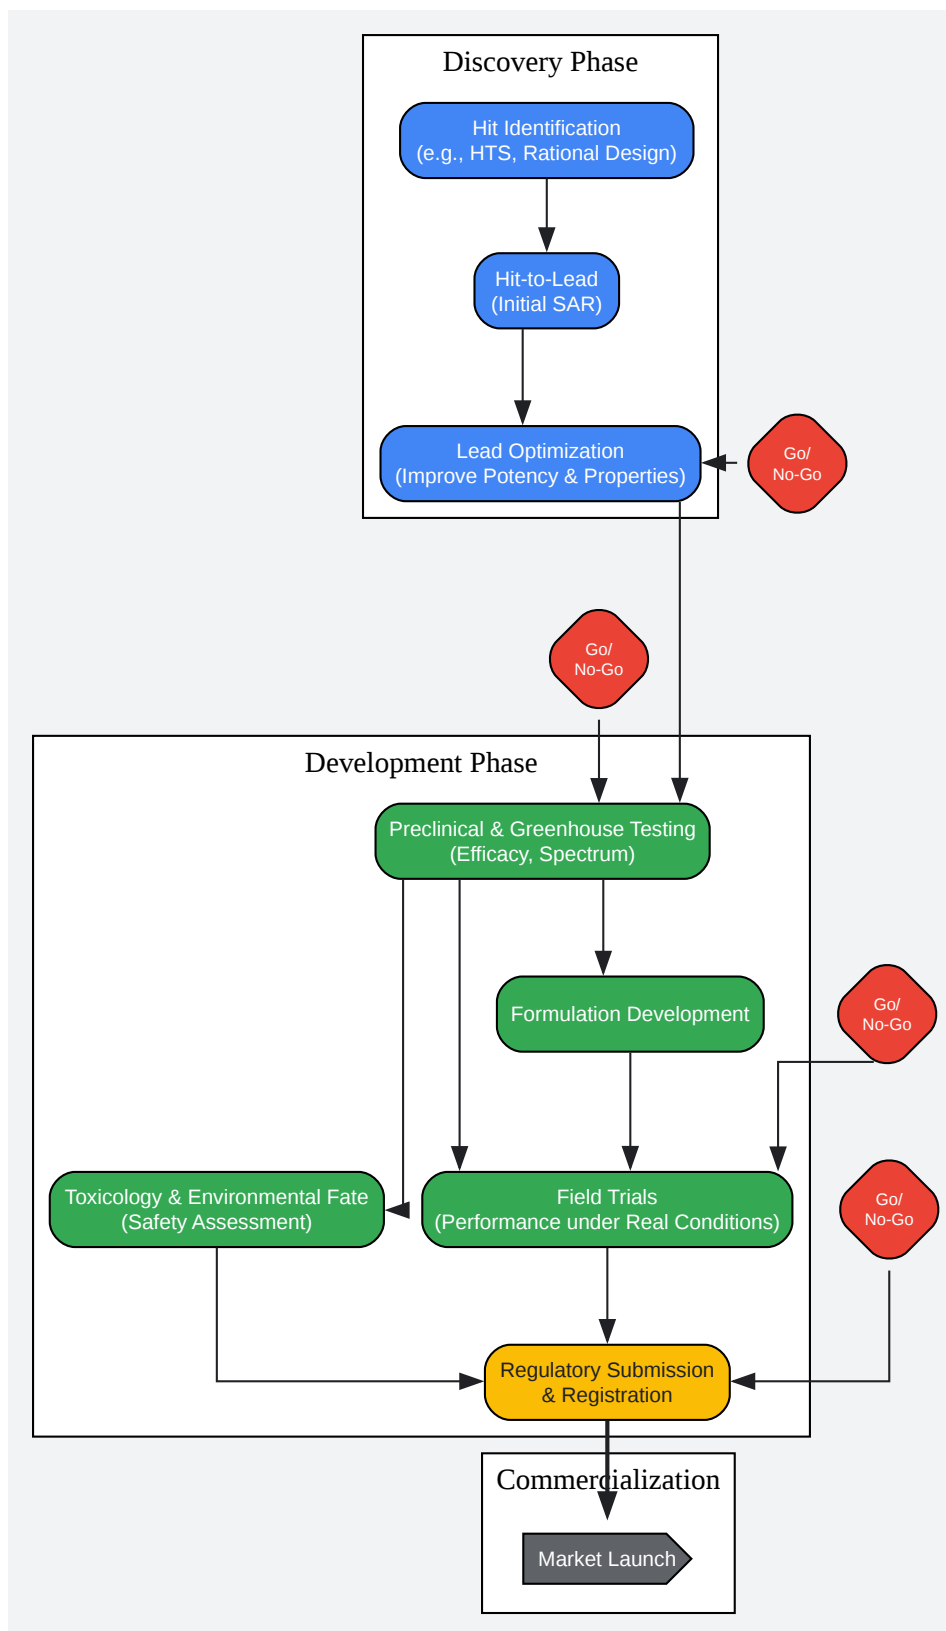 Discovery Phase
Hit Identification
(e.g., HTS, Rational Design)
Hit-to-Lead
(Initial SAR)
Lead Optimization
(Improve Potency & Properties)
Go/
No-Go
Go/
No-Go
Development Phase
Preclinical & Greenhouse Testing
(Efficacy, Spectrum)
Formulation Development
Go/
No-Go
Toxicology & Environmental Fate
(Safety Assessment)
Field Trials
(Performance under Real Conditions)
Go/
No-Go
Regulatory Submission
& Registration
Commercialization
Market Launch